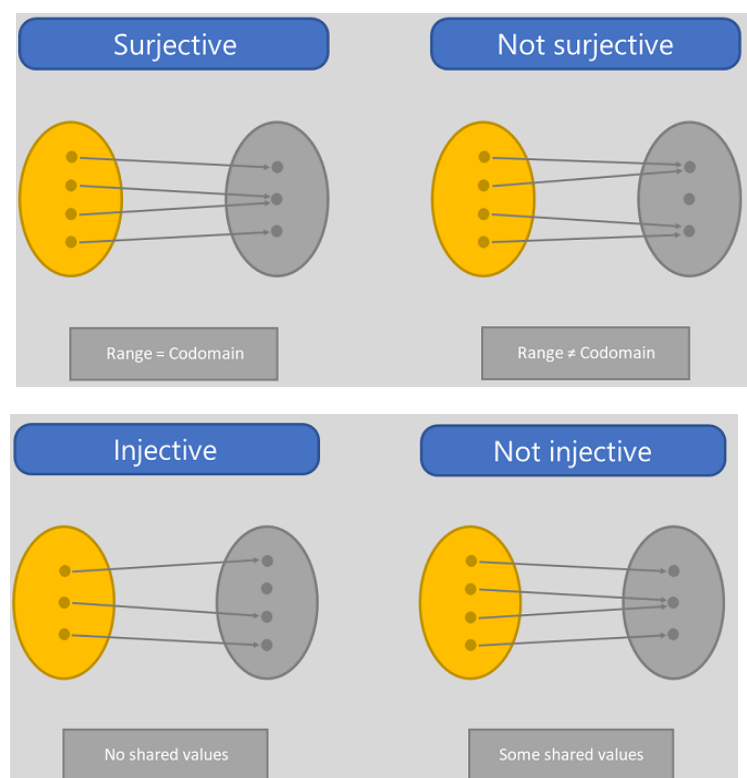 Surjective
Not surjective
Range = Codomain
Range ≠ Codomain
Injective
Not injective
No shared values
Some shared values